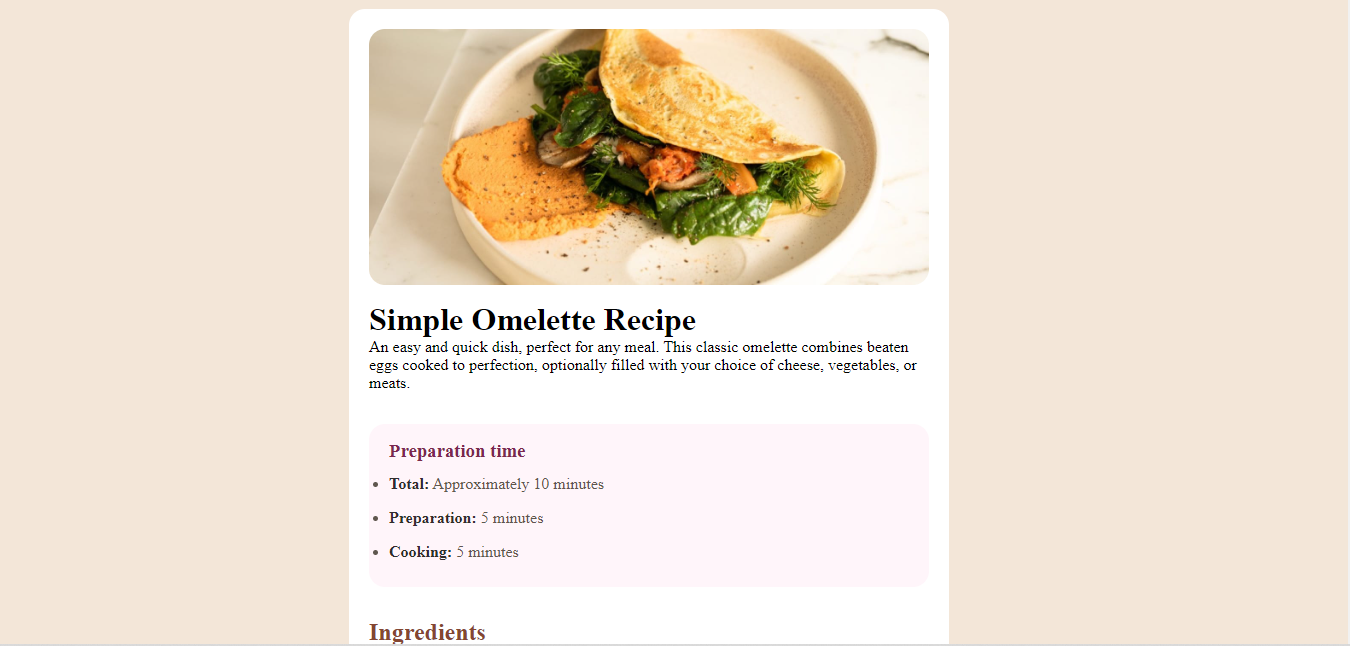 Simple Omelette Recipe
An easy and quick dish, perfect for any meal. This classic omelette combines beaten
eggs cooked to perfection, optionally filled with your choice of cheese, vegetables, or
meats.
Preparation time
Total: Approximately 10 minutes
Preparation: 5 minutes
Cooking: 5 minutes
Ingredients